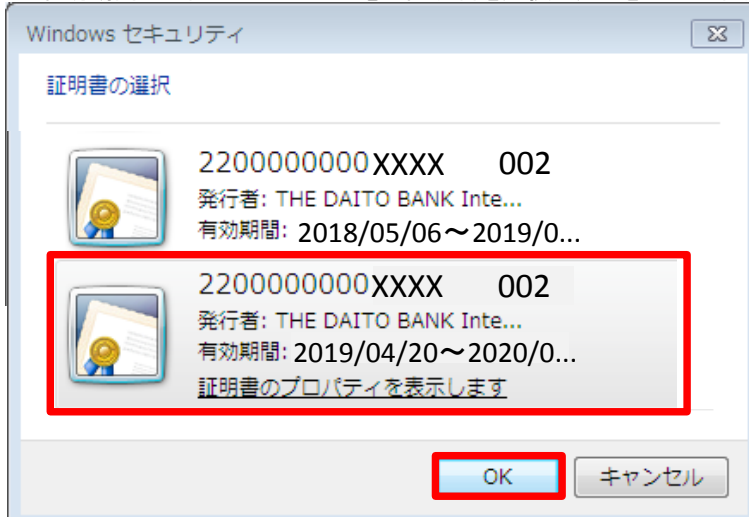 Windows セキュリティ
証明書の選択
2200000000XXXX 002
発行者: THE DAITO BANK Inte...
有効期間: 2018/05/06～2019/0...
2200000000XXXX 002
発行者: THE DAITO BANK Inte...
有効期間: 2019/04/20～2020/0...
証明書のプロパティを表示します
OK キャンセル